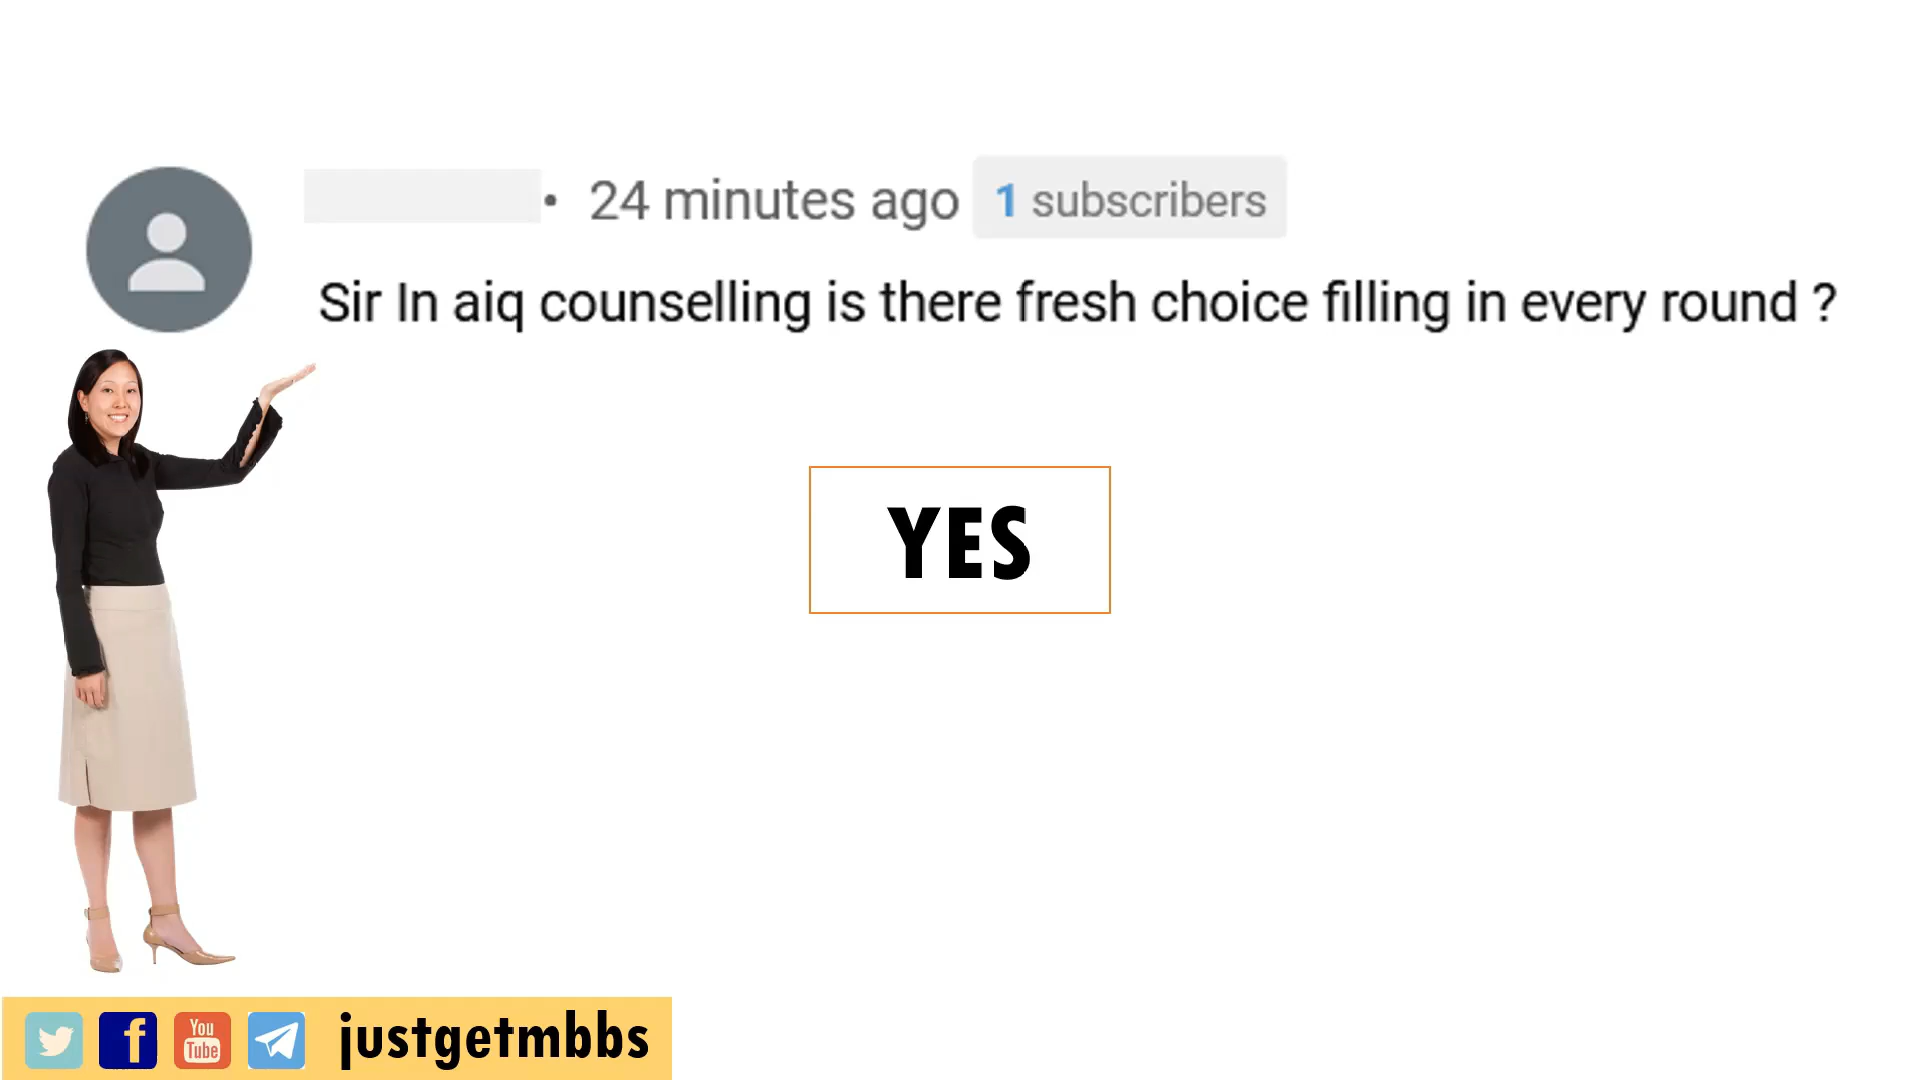 • 24 minutes ago 1 subscribers
Sir In aiq counselling is there fresh choice filling in every round ?
YES
You
Tube
justgetmbbs